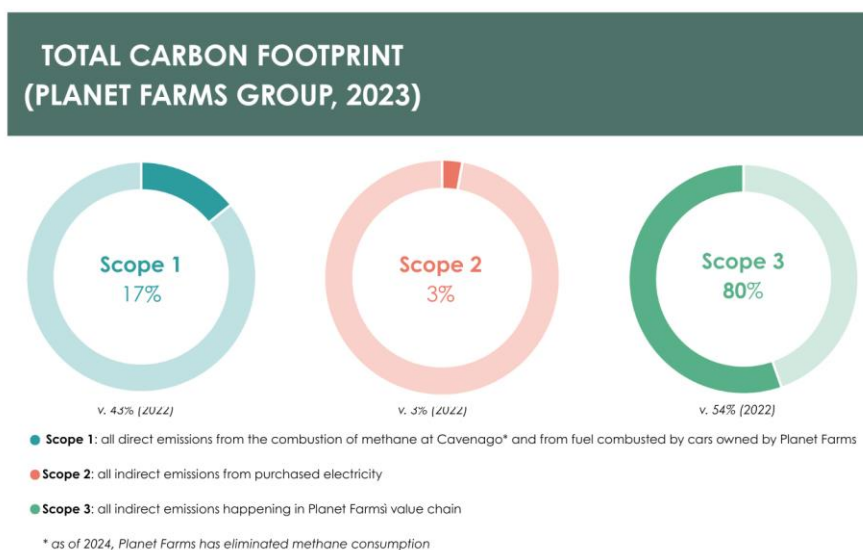 TOTAL CARBON FOOTPRINT
(PLANET FARMS GROUP, 2023)
Scope 1
17%
Scope 2
3%
Scope 3
80%
v. 43% (2022)
v. 3% (2022)
v. 54% (2022)
Scope 1: all direct emissions from the combustion of methane at Cavenago* and from fuel combusted by cars owned by Planet Farms
Scope 2: all indirect emissions from purchased electricity
Scope 3: all indirect emissions happening in Planet Farmsì value chain
* as of 2024, Planet Farms has eliminated methane consumption